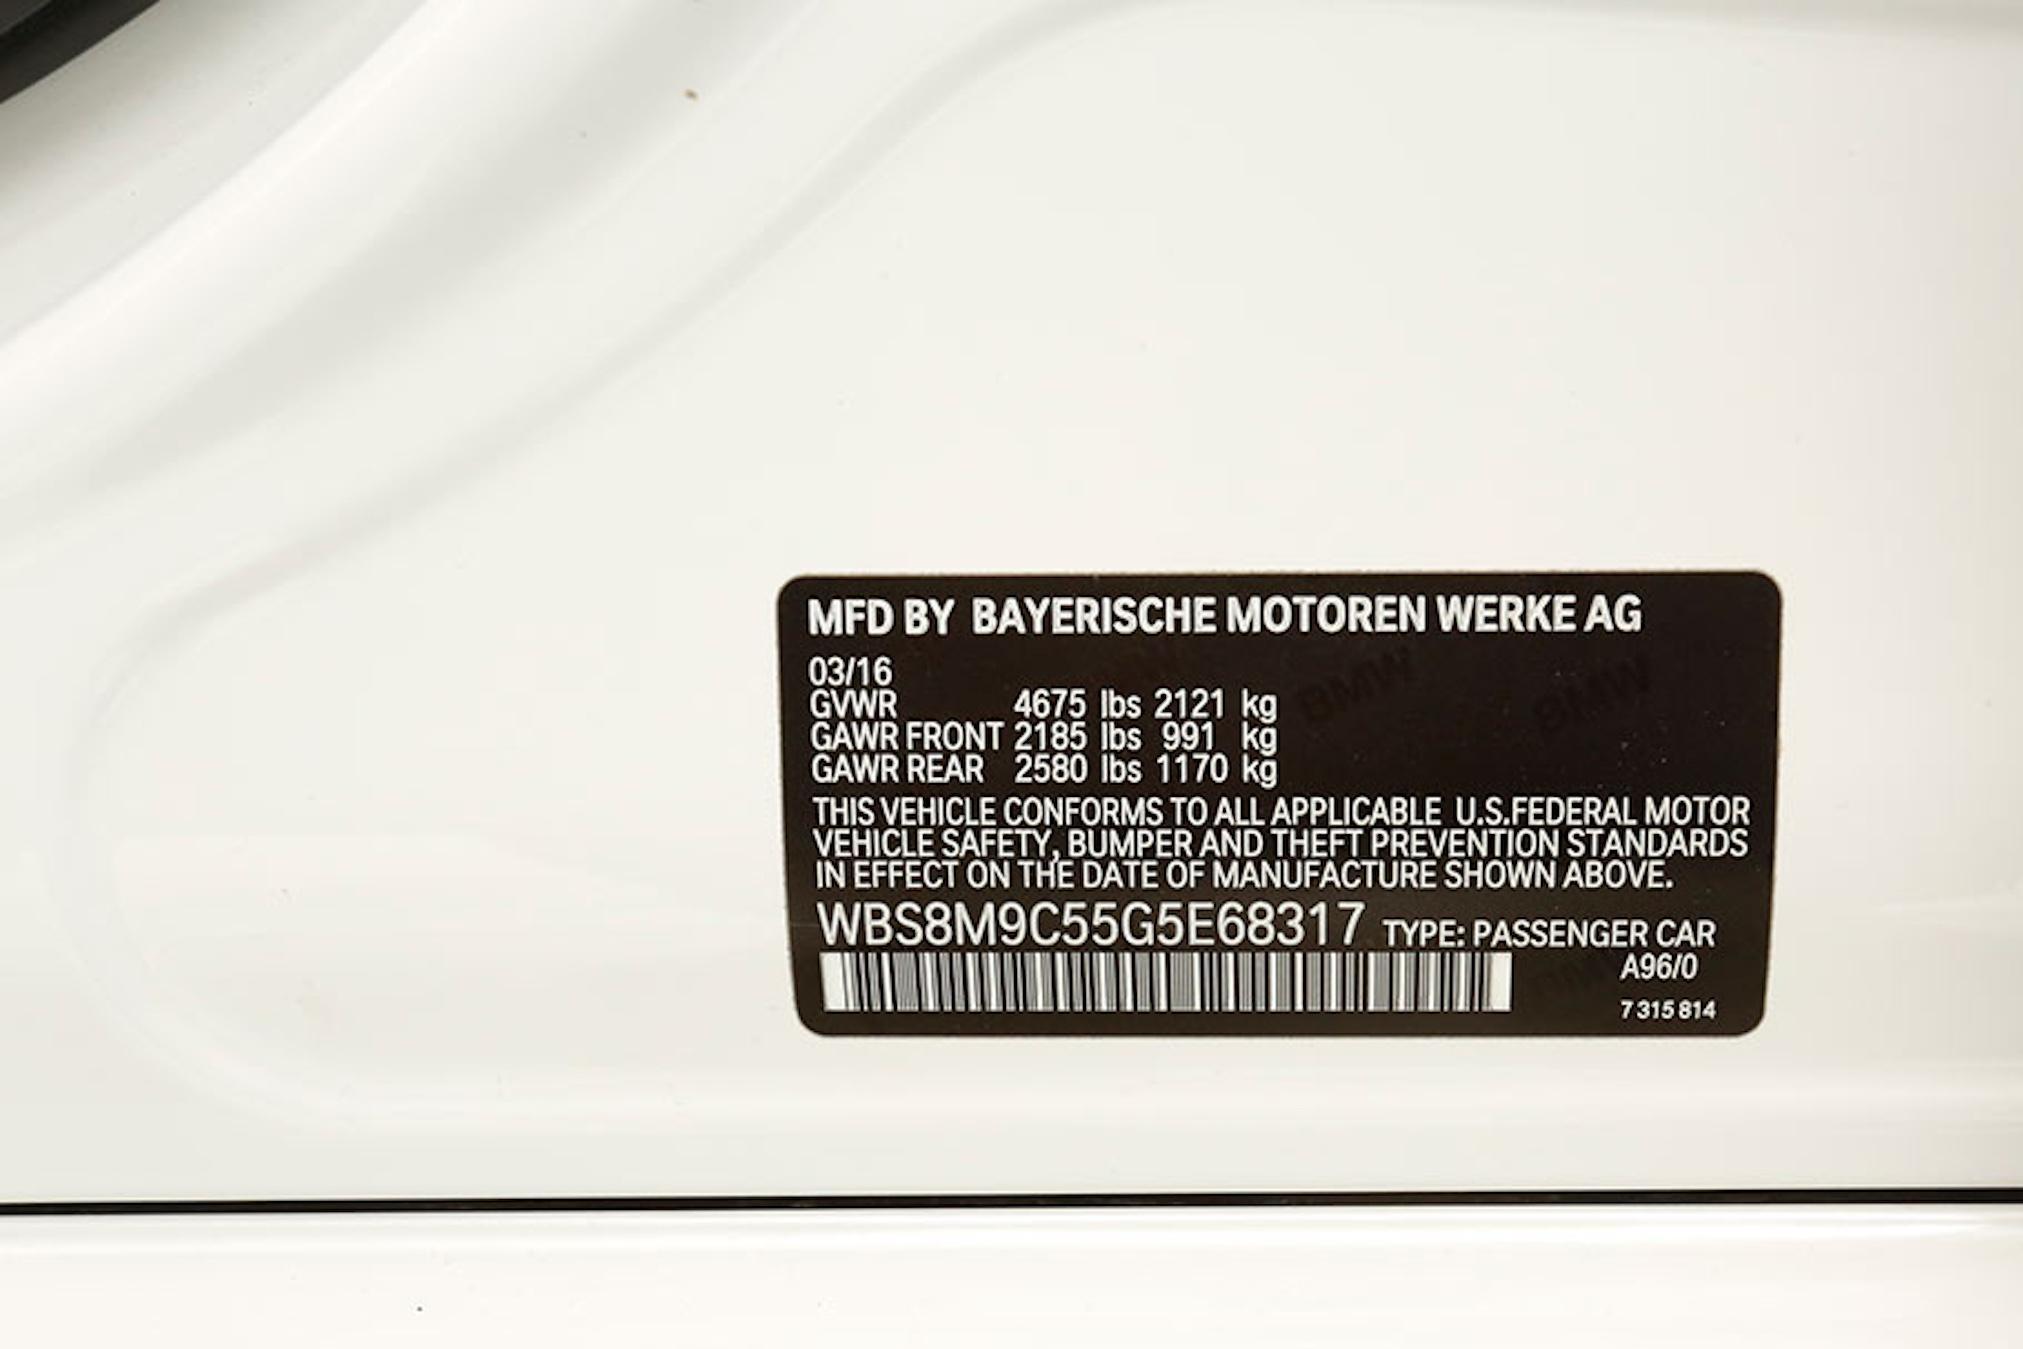 MFD BY BAYERISCHE MOTOREN WERKE AG
03/16
GVWR 4675 lbs 2121 kg
GAWR FRONT 2185 lbs 991 kg
GAWR REAR 2580 lbs 1170 kg
THIS VEHICLE CONFORMS TO ALL APPLICABLE U.S.FEDERAL MOTOR
VEHICLE SAFETY, BUMPER AND THEFT PREVENTION STANDARDS
IN EFFECT ON THE DATE OF MANUFACTURE SHOWN ABOVE.
WBS8M9C55G5E68317 TYPE: PASSENGER CAR
A96/0
7 315 814
BMW
BMW